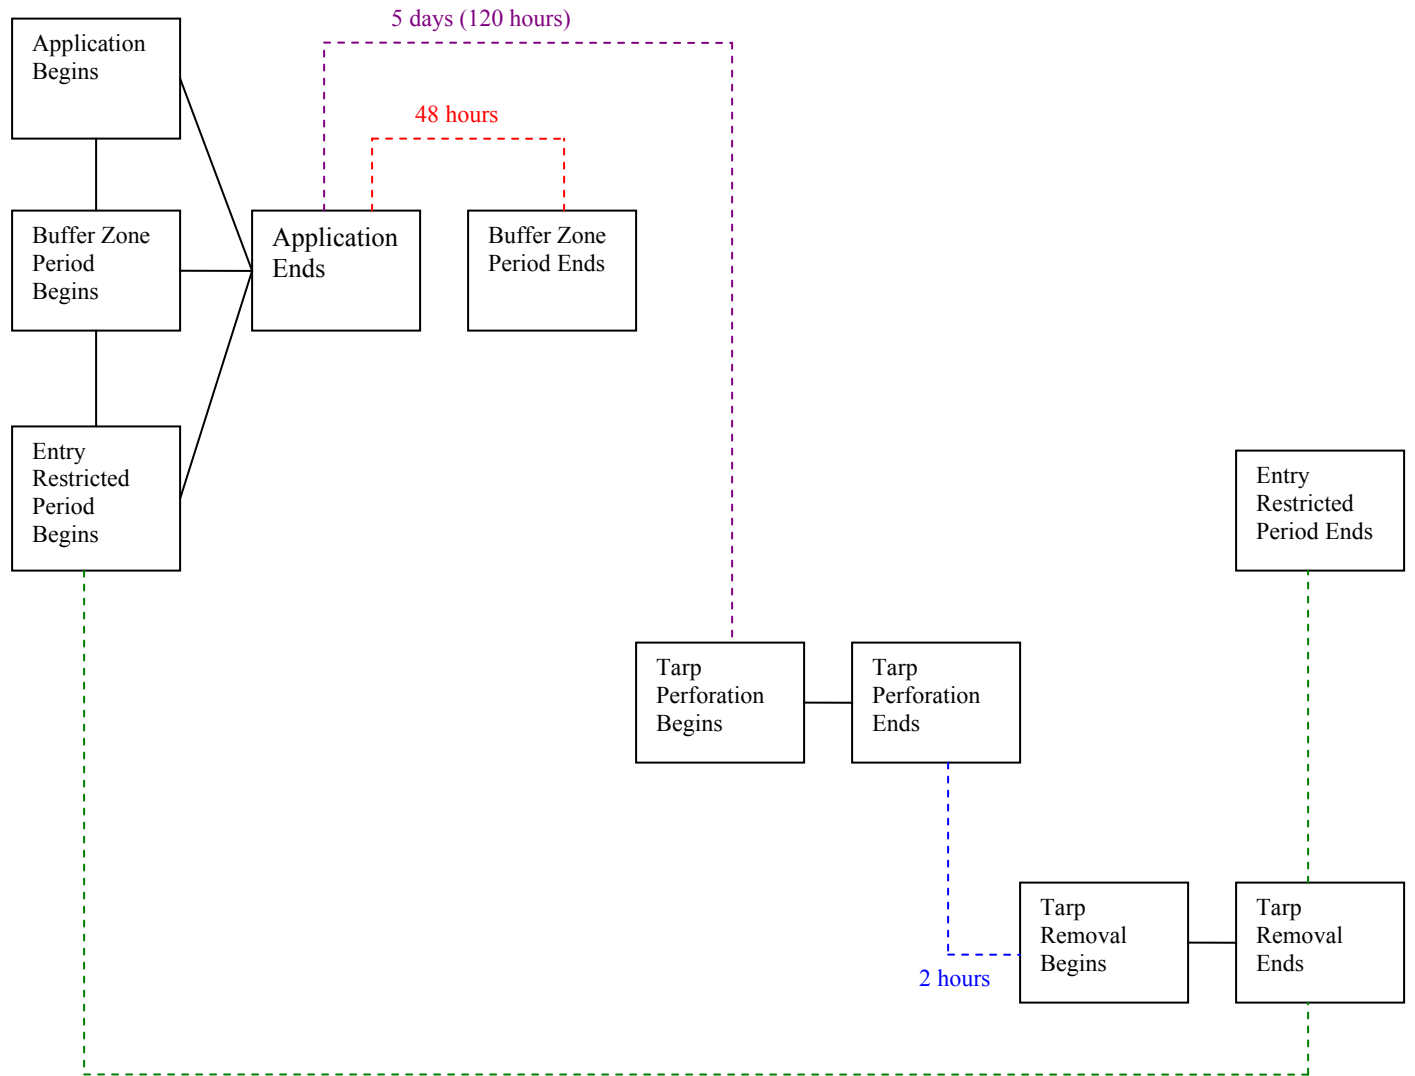 5 days (120 hours)
Application
Begins
48 hours
Buffer Zone
Period
Begins
Application
Ends
Buffer Zone
Period Ends
Entry
Restricted
Period
Begins
Entry
Restricted
Period Ends
Tarp
Perforation
Begins
Tarp
Perforation
Ends
Tarp
Removal
Begins
Tarp
Removal
Ends
2 hours